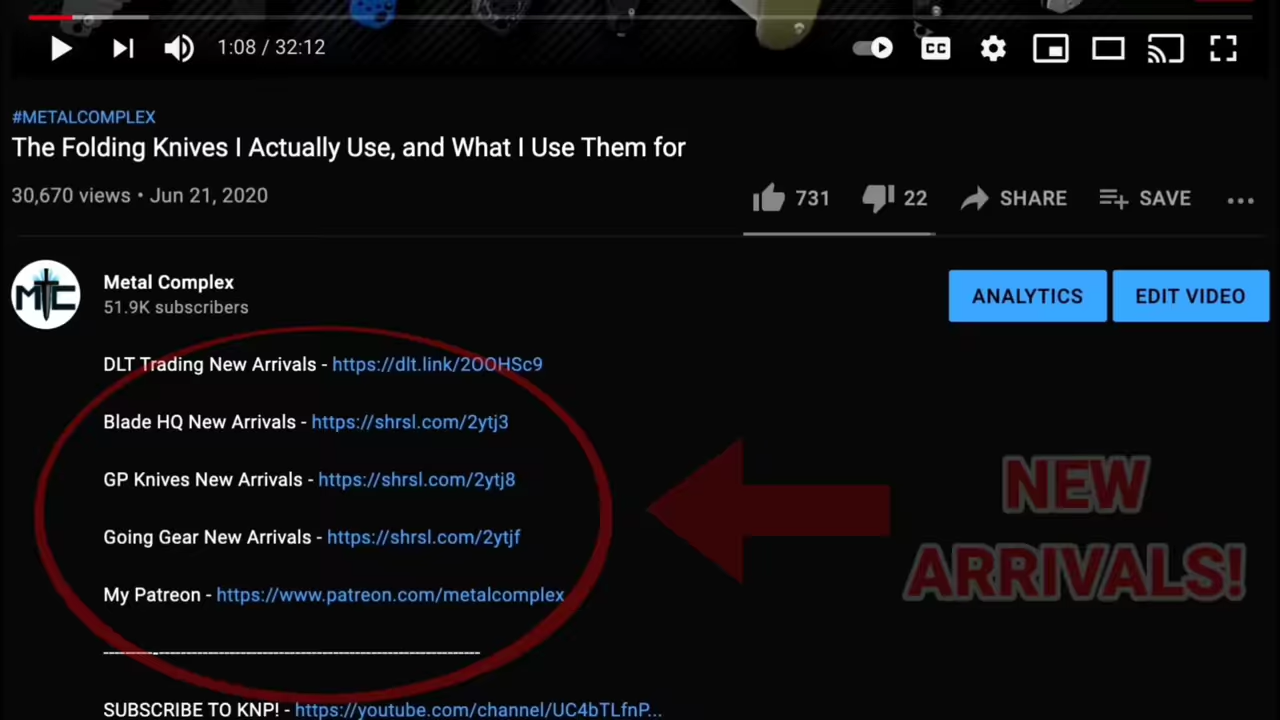 1:08 / 32:12
CC
#METALCOMPLEX
The Folding Knives I Actually Use, and What I Use Them for
30,670 views • Jun 21, 2020
731
22
SHARE
SAVE
MTC
Metal Complex
51.9K subscribers
ANALYTICS
EDIT VIDEO
DLT Trading New Arrivals - https://dlt.link/2OOHSc9
Blade HQ New Arrivals - https://shrsl.com/2ytj3
GP Knives New Arrivals - https://shrsl.com/2ytj8
Going Gear New Arrivals - https://shrsl.com/2ytjf
My Patreon - https://www.patreon.com/metalcomplex
NEW
ARRIVALS!
SUBSCRIBE TO KNP! - https://youtube.com/channel/UC4bTLfnP...